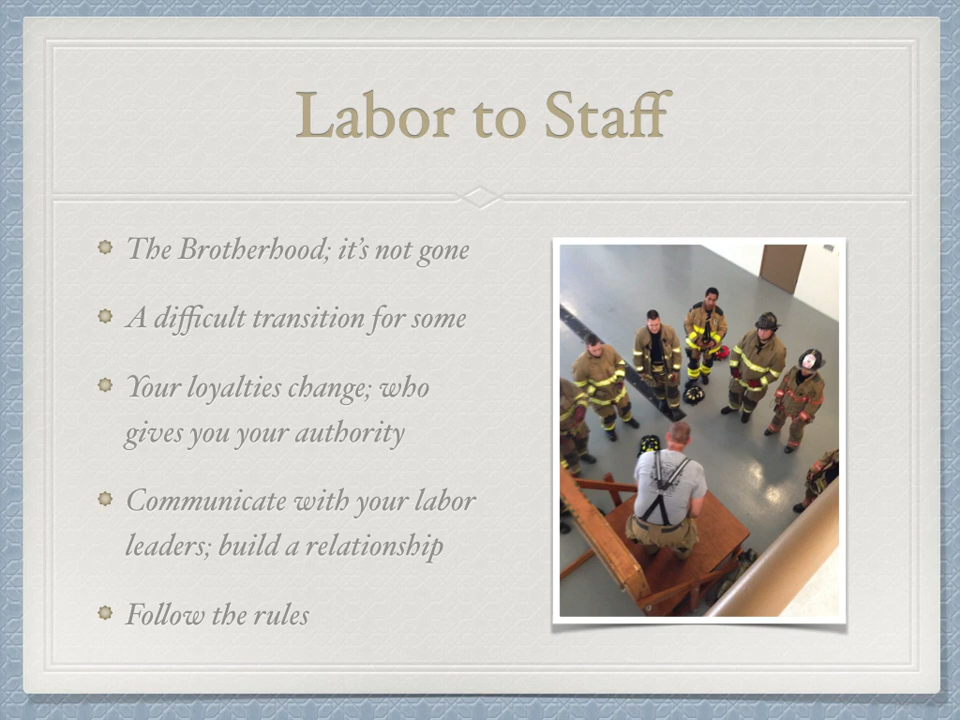 Labor to Staff
The Brotherhood; it's not gone
A difficult transition for some
Your loyalties change; who
gives you your authority
Communicate with your labor
leaders; build a relationship
Follow the rules